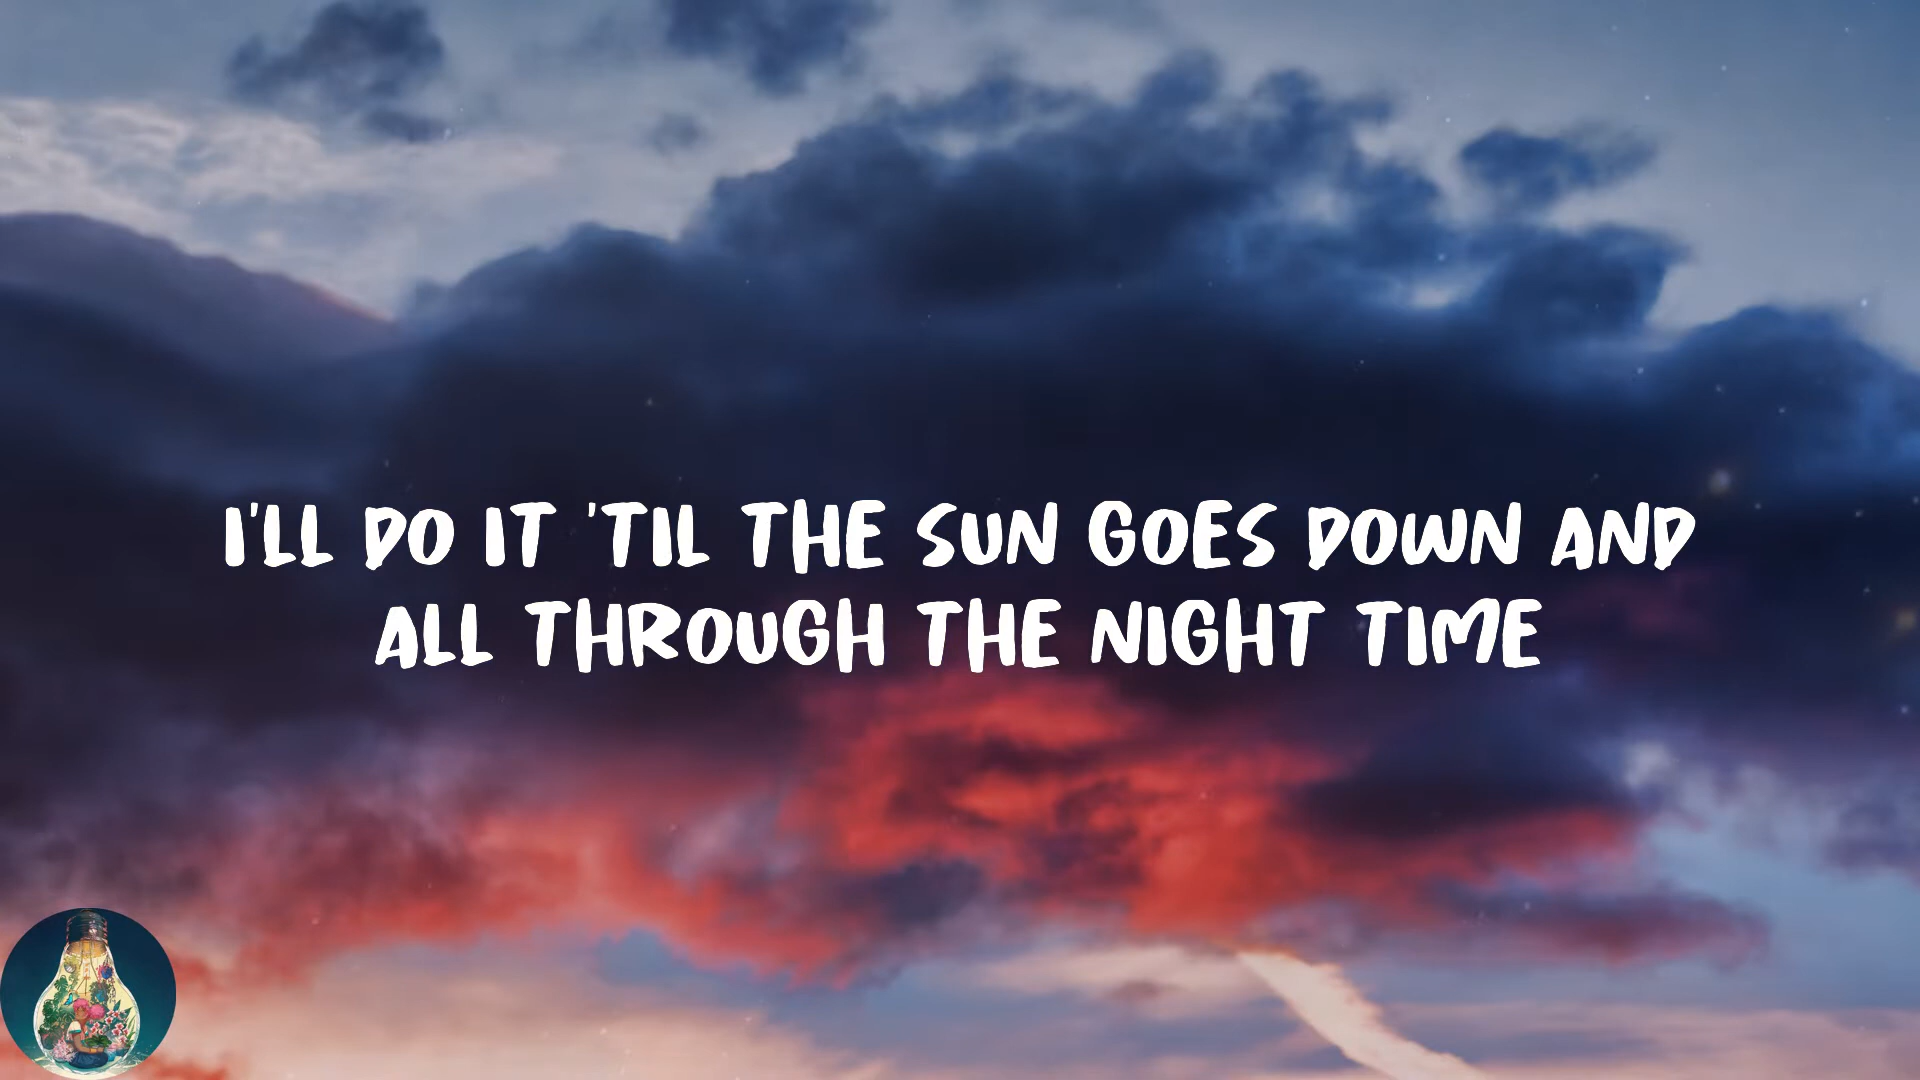 I'LL DO IT 'TIL THE SUN GOES DOWN AND
ALL THROUGH THE NIGHT TIME